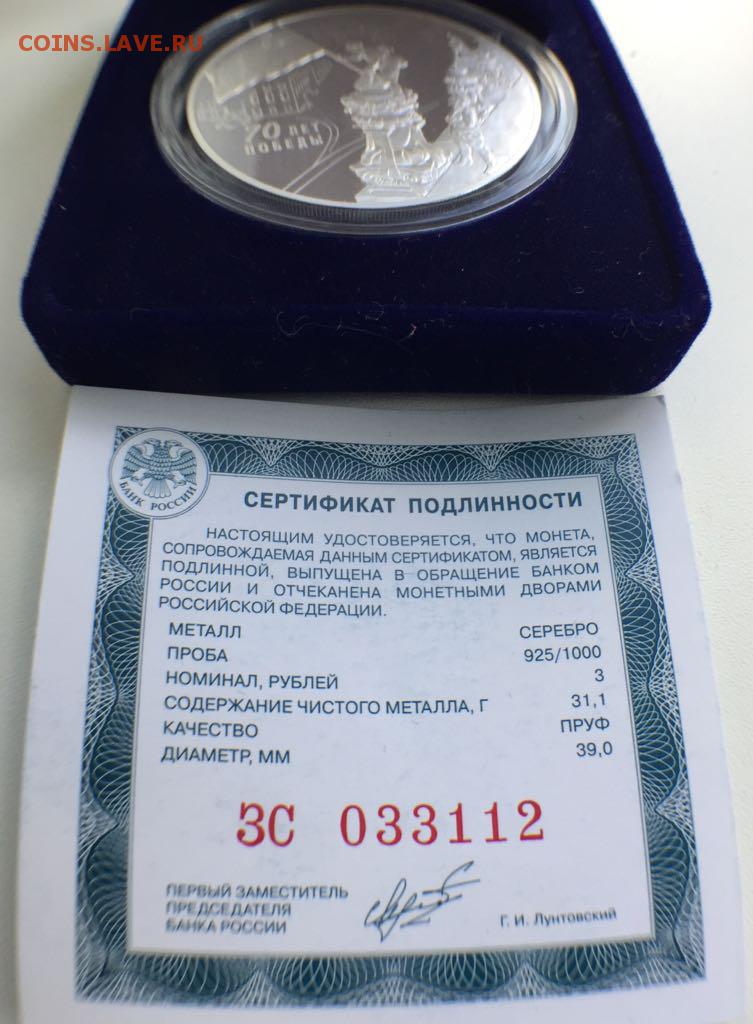 COINS.LAVE.RU
70 ЛЕТ
ПОБЕДЫ
БАНК РОССИИ
СЕРТИФИКАТ ПОДЛИННОСТИ
НАСТОЯЩИМ УДОСТОВЕРЯЕТСЯ, ЧТО МОНЕТА,
СОПРОВОЖДАЕМАЯ ДАННЫМ СЕРТИФИКАТОМ, ЯВЛЯЕТСЯ
ПОДЛИННОЙ, ВЫПУЩЕНА В ОБРАЩЕНИЕ БАНКОМ
РОССИИ И ОТЧЕКАНЕНА МОНЕТНЫМИ ДВОРАМИ
РОССИЙСКОЙ ФЕДЕРАЦИИ.
МЕТАЛЛ СЕРЕБРО
ПРОБА 925/1000
НОМИНАЛ, РУБЛЕЙ 3
СОДЕРЖАНИЕ ЧИСТОГО МЕТАЛЛА, Г 31,1
КАЧЕСТВО ПРУФ
ДИАМЕТР, ММ 39,0
ЗС 033112
ПЕРВЫЙ ЗАМЕСТИТЕЛЬ
ПРЕДСЕДАТЕЛЯ
БАНКА РОССИИ Г. И. Лунтовский